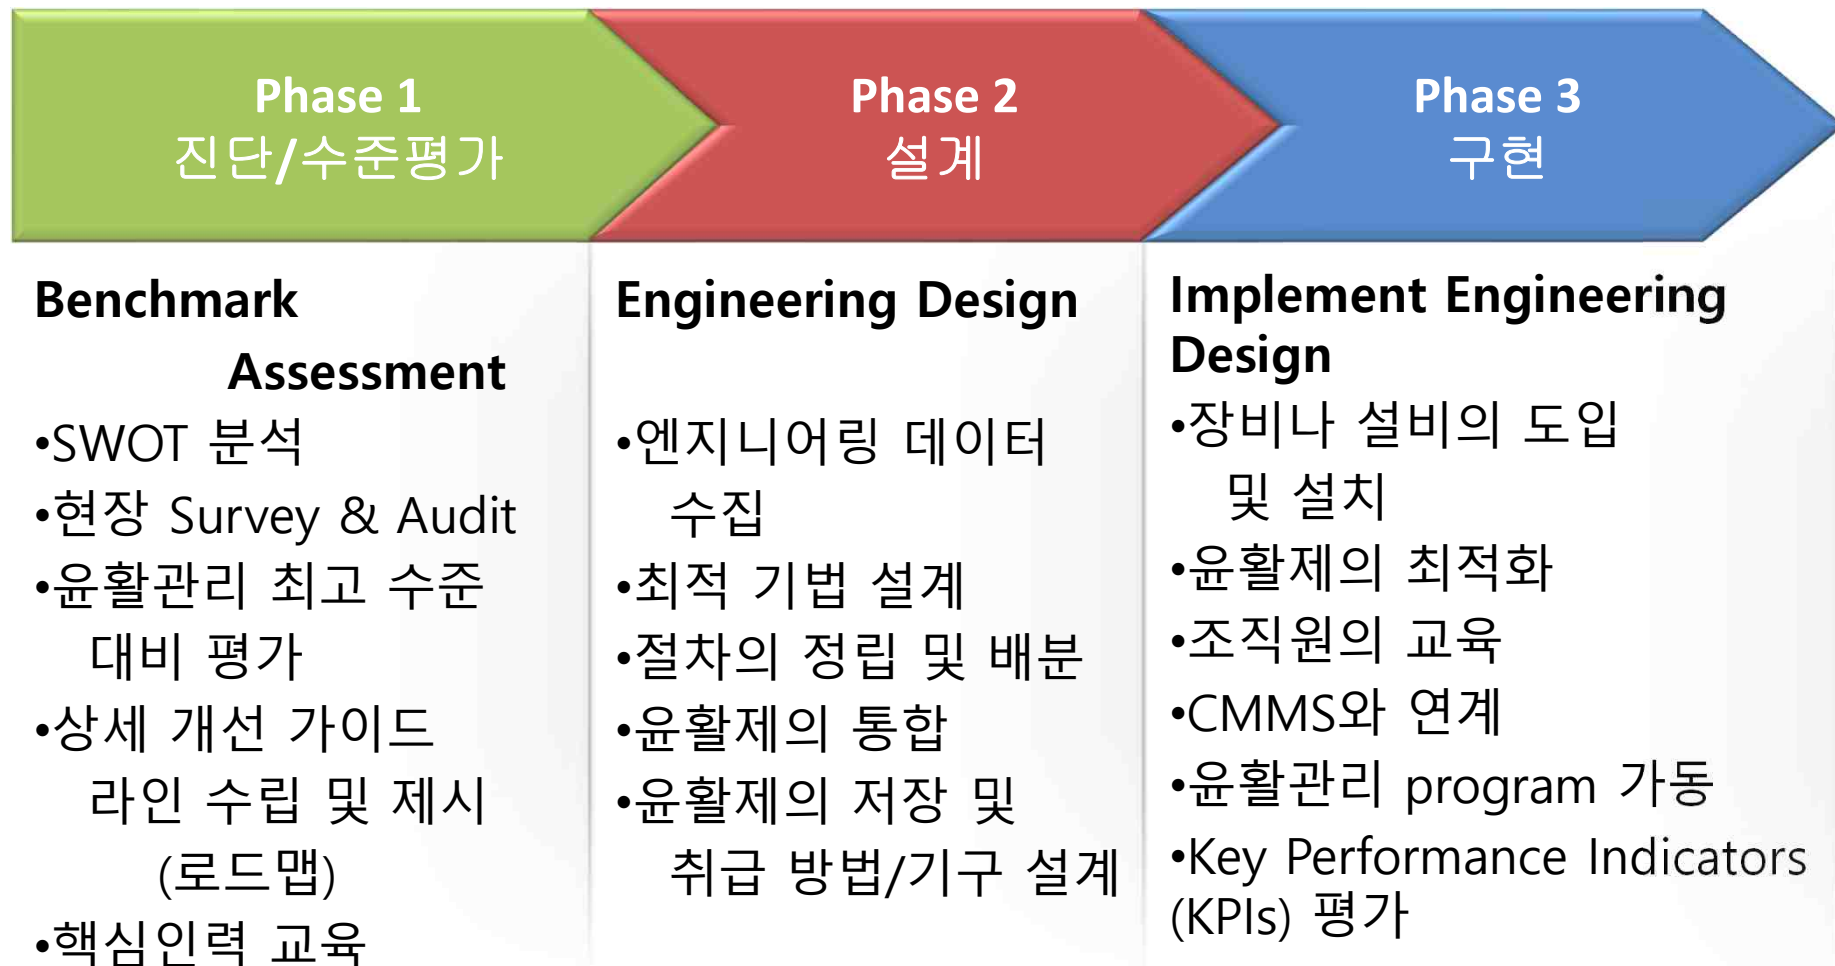 Phase 1
진단/수준평가
Phase 2
설계
Phase 3
구현
Benchmark
Assessment
•SWOT 분석
•현장 Survey & Audit
•윤활관리 최고 수준
대비 평가
•상세 개선 가이드
라인 수립 및 제시
(로드맵)
•핵심인력 교육
Engineering Design
•엔지니어링 데이터
수집
•최적 기법 설계
•절차의 정립 및 배분
•윤활제의 통합
•윤활제의 저장 및
취급 방법/기구 설계
Implement Engineering
Design
•장비나 설비의 도입
및 설치
•윤활제의 최적화
•조직원의 교육
•CMMS와 연계
•윤활관리 program 가동
•Key Performance Indicators
(KPIs) 평가